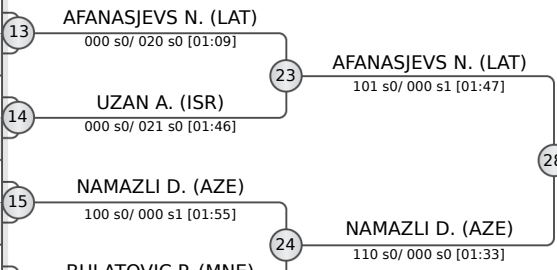 13
AFANASJEVS N. (LAT)
000 s0/ 020 s0 [01:09]
23
AFANASJEVS N. (LAT)
101 s0/ 000 s1 [01:47]
14
UZAN A. (ISR)
000 s0/ 021 s0 [01:46]
28
15
NAMAZLI D. (AZE)
100 s0/ 000 s1 [01:55]
24
NAMAZLI D. (AZE)
110 s0/ 000 s0 [01:33]
BULATOVIC P. (MNE)